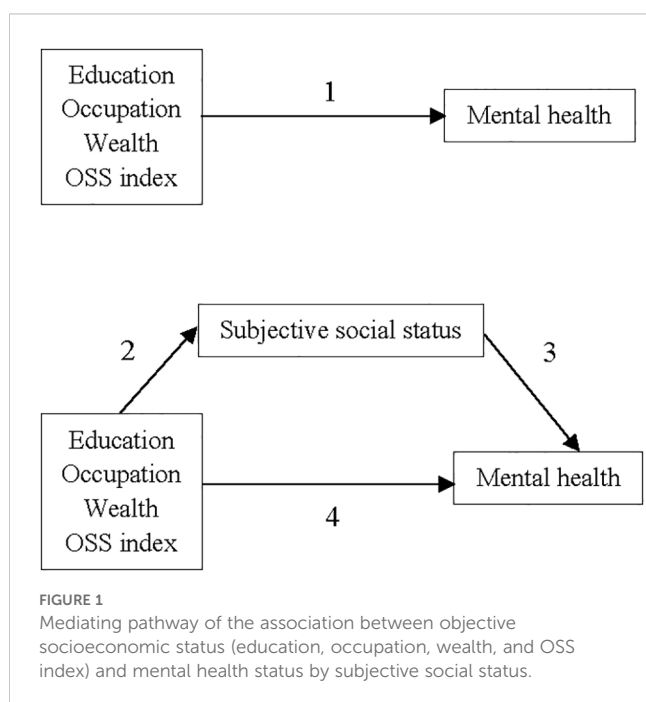 Education
Occupation
Wealth
OSS index
1
Mental health
Subjective social status
2
3
Education
Occupation
Wealth
OSS index
Mental health
4
FIGURE 1
Mediating pathway of the association between objective
socioeconomic status (education, occupation, wealth, and OSS
index) and mental health status by subjective social status.